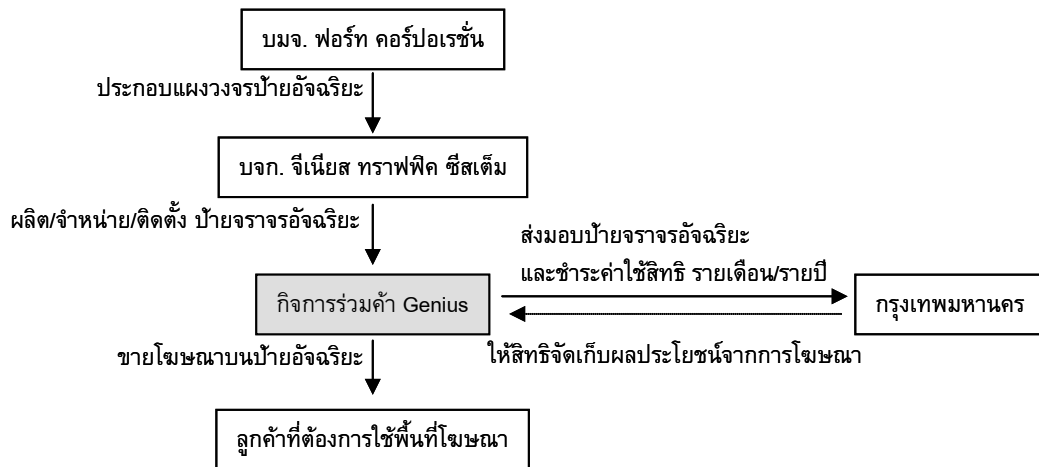 บมจ. ฟอร์ท คอร์ปอเรชั่น
ประกอบแผงวงจรป้ายอัจฉริยะ
บจก. จีเนียส ทราฟฟิค ซีสเต็ม
ผลิต/จำหน่าย/ติดตั้ง ป้ายจราจรอัจฉริยะ
ส่งมอบป้ายจราจรอัจฉริยะ
และชำระค่าใช้สิทธิ รายเดือน/รายปี
กิจการร่วมค้า Genius
กรุงเทพมหานคร
ขายโฆษณาบนป้ายอัจฉริยะ
ให้สิทธิจัดเก็บผลประโยชน์จากการโฆษณา
ลูกค้าที่ต้องการใช้พื้นที่โฆษณา